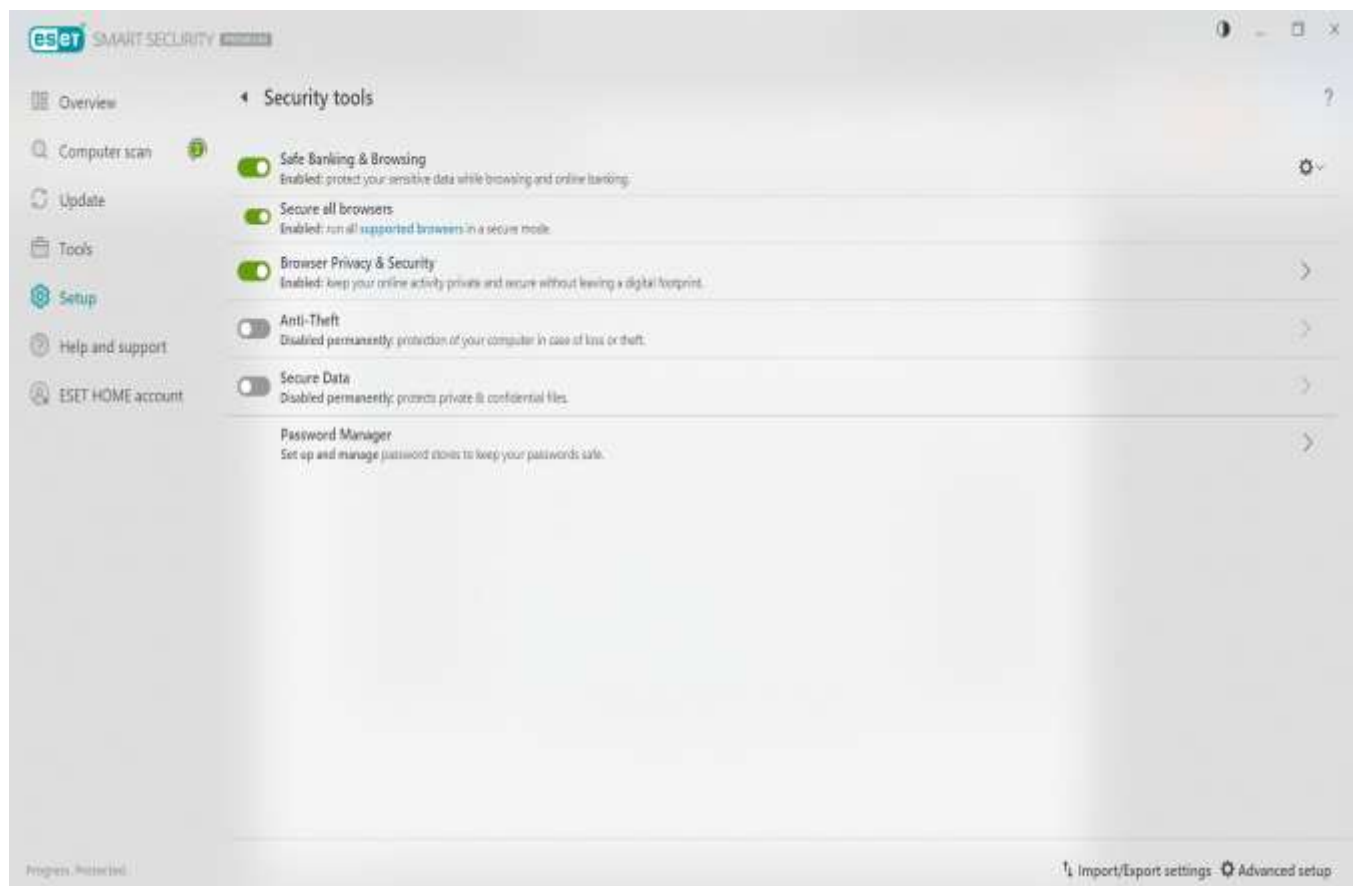 eset SMART SECURITY PREMIUM
Overview
Computer scan
Update
Tools
Setup
Help and support
ESET HOME account
Security tools
?
Safe Banking & Browsing
Enabled: protect your sensitive data while browsing and online banking.
Secure all browsers
Enabled: run all supported browsers in a secure mode.
Browser Privacy & Security
Enabled: keep your online activity private and secure without leaving a digital footprint.
Anti-Theft
Disabled permanently: protection of your computer in case of loss or theft.
Secure Data
Disabled permanently: protects private & confidential files.
Password Manager
Set up and manage password stores to keep your passwords safe.
Progress. Protected.
Import/Export settings Advanced setup